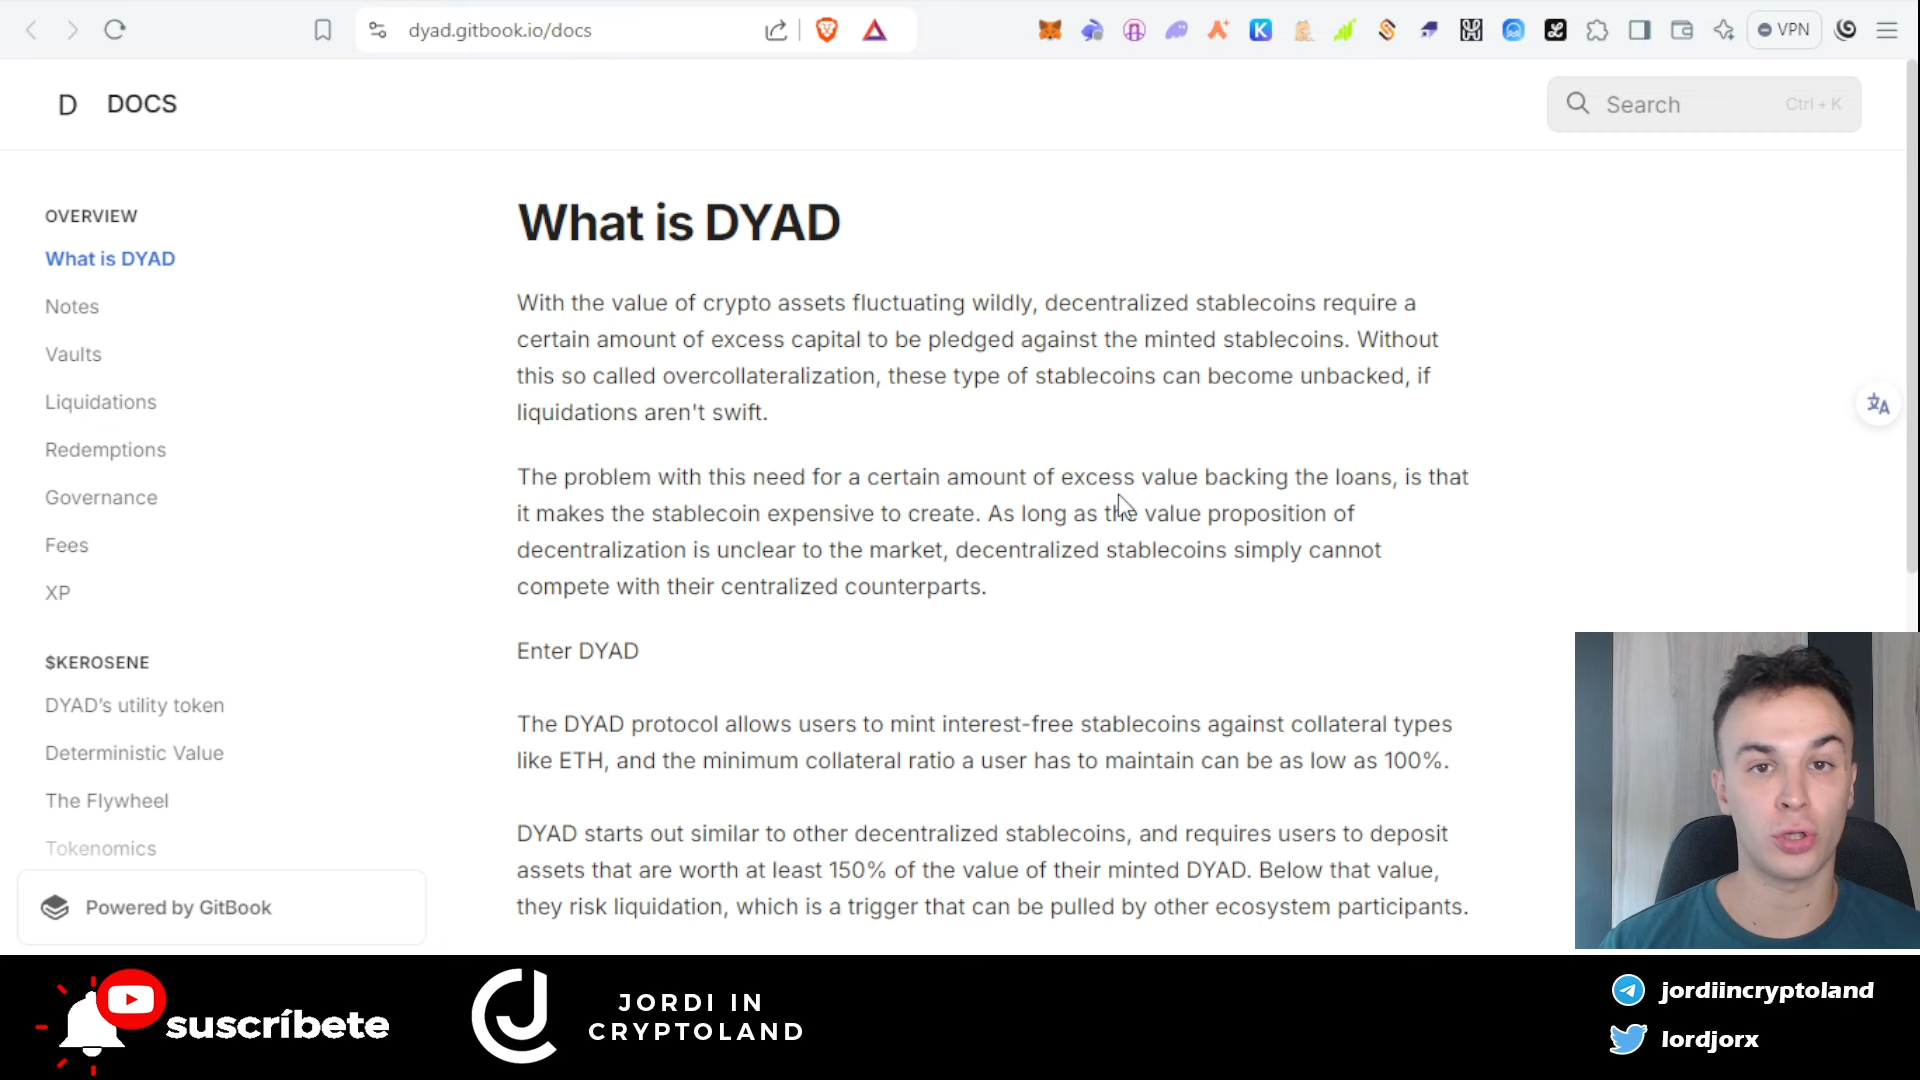 dyad.gitbook.io/docs
VPN
D DOCS
Search Ctrl + K
OVERVIEW
What is DYAD
Notes
Vaults
Liquidations
Redemptions
Governance
Fees
XP
$KEROSENE
DYAD's utility token
Deterministic Value
The Flywheel
Tokenomics
Powered by GitBook
What is DYAD
With the value of crypto assets fluctuating wildly, decentralized stablecoins require a
certain amount of excess capital to be pledged against the minted stablecoins. Without
this so called overcollateralization, these type of stablecoins can become unbacked, if
liquidations aren't swift.
The problem with this need for a certain amount of excess value backing the loans, is that
it makes the stablecoin expensive to create. As long as the value proposition of
decentralization is unclear to the market, decentralized stablecoins simply cannot
compete with their centralized counterparts.
Enter DYAD
The DYAD protocol allows users to mint interest-free stablecoins against collateral types
like ETH, and the minimum collateral ratio a user has to maintain can be as low as 100%.
DYAD starts out similar to other decentralized stablecoins, and requires users to deposit
assets that are worth at least 150% of the value of their minted DYAD. Below that value,
they risk liquidation, which is a trigger that can be pulled by other ecosystem participants.
suscríbete
JORDI IN
CRYPTOLAND
jordiincryptoland
lordjorx